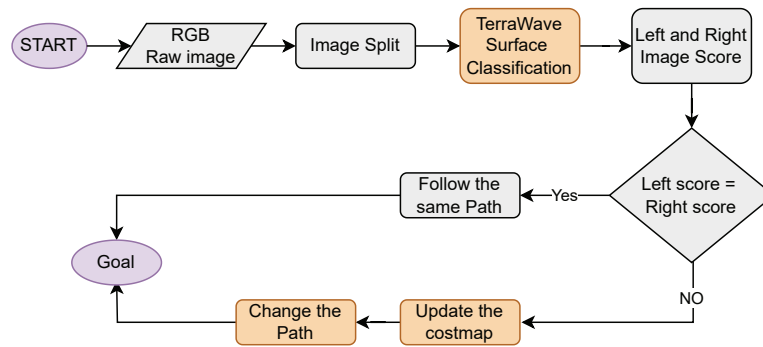 START
RGB
Raw image
Image Split
TerraWave
Surface
Classification
Left and Right
Image Score
Left score =
Right score
Yes
Follow the
same Path
Goal
NO
Update the
costmap
Change the
Path